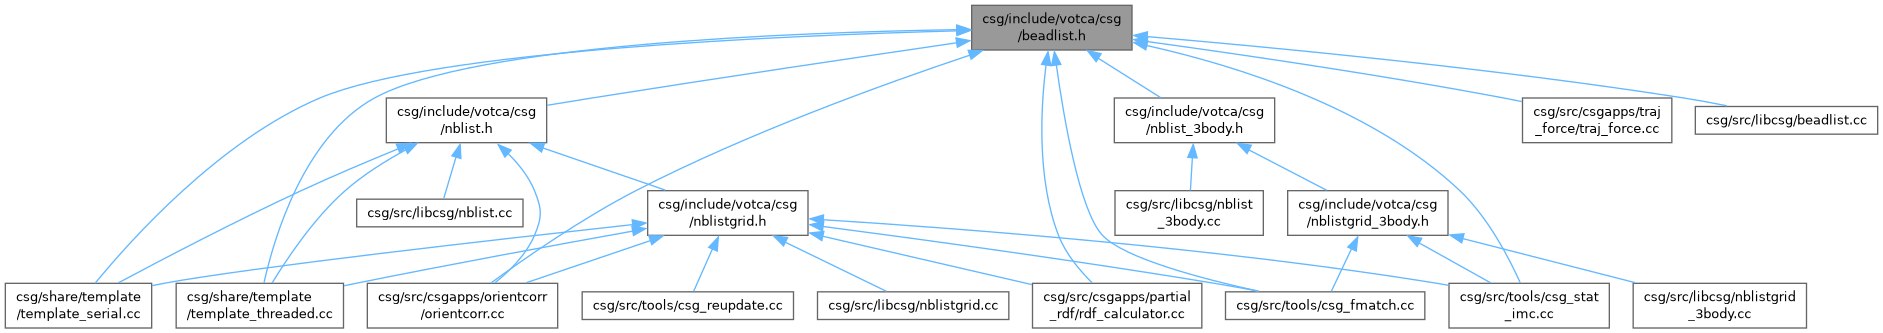 csg/include/votca/csg
/beadlist.h
csg/include/votca/csg
/nblist.h
csg/include/votca/csg
/nblist_3body.h
csg/src/csgapps/traj
_force/traj_force.cc
csg/src/libcsg/beadlist.cc
csg/src/libcsg/nblist.cc
csg/include/votca/csg
/nblistgrid.h
csg/src/libcsg/nblist
_3body.cc
csg/include/votca/csg
/nblistgrid_3body.h
csg/share/template
/template_serial.cc
csg/share/template
/template_threaded.cc
csg/src/csgapps/orientcorr
/orientcorr.cc
csg/src/tools/csg_reupdate.cc
csg/src/libcsg/nblistgrid.cc
csg/src/csgapps/partial
_rdf/rdf_calculator.cc
csg/src/tools/csg_fmatch.cc
csg/src/tools/csg_stat
_imc.cc
csg/src/libcsg/nblistgrid
_3body.cc